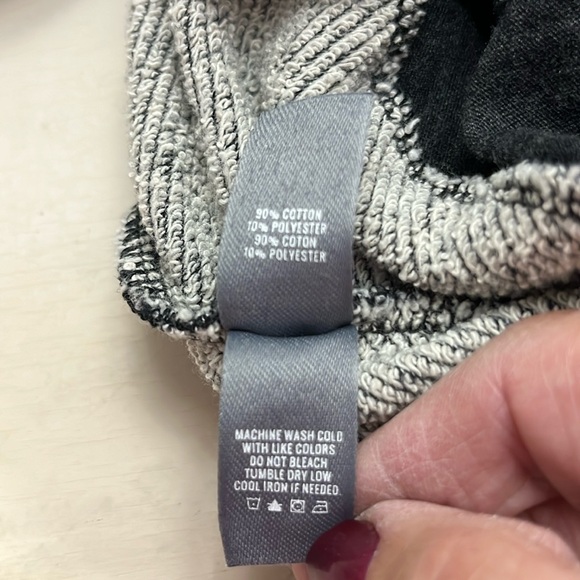 90% COTTON
10% POLYESTER
90% COTON
10% POLYESTER
MACHINE WASH COLD
WITH LIKE COLORS
DO NOT BLEACH
TUMBLE DRY LOW
COOL IRON IF NEEDED.